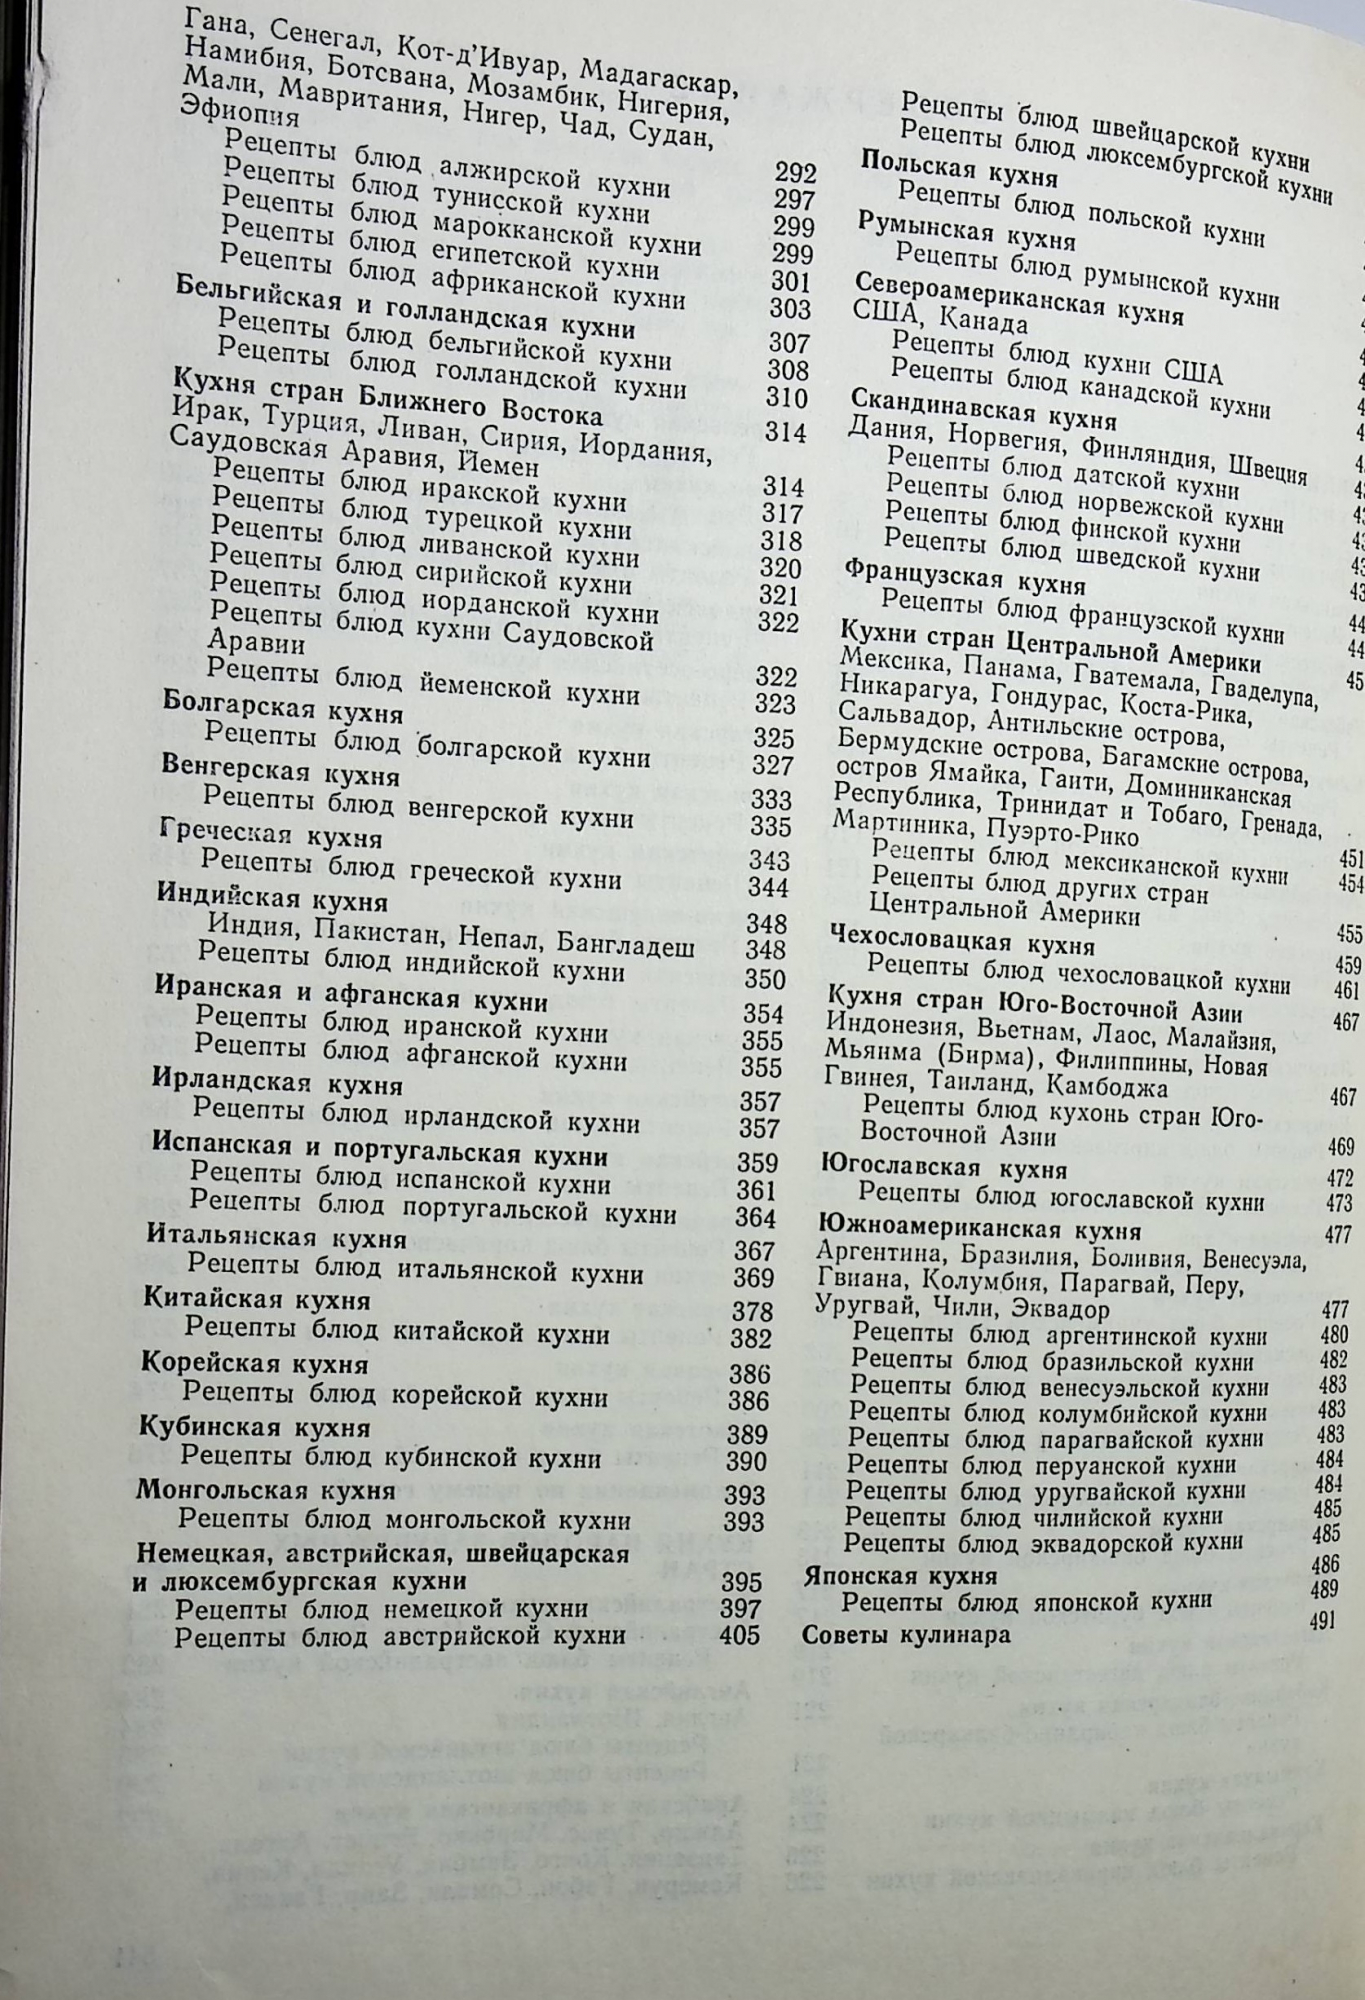 Гана, Сенегал, Кот-д’Ивуар, Мадагаскар,
Намибия, Ботсвана, Мозамбик, Нигерия,
Мали, Мавритания, Нигер, Чад, Судан,
Эфиопия 292
Рецепты блюд алжирской кухни 297
Рецепты блюд тунисской кухни 299
Рецепты блюд марокканской кухни 299
Рецепты блюд египетской кухни 301
Рецепты блюд африканской кухни 303
Бельгийская и голландская кухни 307
Рецепты блюд бельгийской кухни 308
Рецепты блюд голландской кухни 310
Кухня стран Ближнего Востока 314
Ирак, Турция, Ливан, Сирия, Иордания,
Саудовская Аравия, Йемен 314
Рецепты блюд иракской кухни 317
Рецепты блюд турецкой кухни 318
Рецепты блюд ливанской кухни 320
Рецепты блюд сирийской кухни 321
Рецепты блюд иорданской кухни 322
Рецепты блюд кухни Саудовской
Аравии 322
Рецепты блюд йеменской кухни 323
Болгарская кухня 325
Рецепты блюд болгарской кухни 327
Венгерская кухня 333
Рецепты блюд венгерской кухни 335
Греческая кухня 343
Рецепты блюд греческой кухни 344
Индийская кухня 348
Индия, Пакистан, Непал, Бангладеш 348
Рецепты блюд индийской кухни 350
Иранская и афганская кухни 354
Рецепты блюд иранской кухни 355
Рецепты блюд афганской кухни 355
Ирландская кухня 357
Рецепты блюд ирландской кухни 357
Испанская и португальская кухни 359
Рецепты блюд испанской кухни 361
Рецепты блюд португальской кухни 364
Итальянская кухня 367
Рецепты блюд итальянской кухни 369
Китайская кухня 378
Рецепты блюд китайской кухни 382
Корейская кухня 386
Рецепты блюд корейской кухни 386
Кубинская кухня 389
Рецепты блюд кубинской кухни 390
Монгольская кухня 393
Рецепты блюд монгольской кухни 393
Немецкая, австрийская, швейцарская
и люксембургская кухни 395
Рецепты блюд немецкой кухни 397
Рецепты блюд австрийской кухни 405
Рецепты блюд швейцарской кухни
Рецепты блюд люксембургской кухни
Польская кухня
Рецепты блюд польской кухни
Румынская кухня
Рецепты блюд румынской кухни
Североамериканская кухня
США, Канада
Рецепты блюд кухни США
Рецепты блюд канадской кухни
Скандинавская кухня
Дания, Норвегия, Финляндия, Швеция
Рецепты блюд датской кухни
Рецепты блюд норвежской кухни
Рецепты блюд финской кухни
Рецепты блюд шведской кухни
Французская кухня
Рецепты блюд французской кухни
Кухни стран Центральной Америки
Мексика, Панама, Гватемала, Гваделупа,
Никарагуа, Гондурас, Коста-Рика,
Сальвадор, Антильские острова,
Бермудские острова, Багамские острова,
остров Ямайка, Гаити, Доминиканская
Республика, Тринидат и Тобаго, Гренада,
Мартиника, Пуэрто-Рико 451
Рецепты блюд мексиканской кухни 454
Рецепты блюд других стран
Центральной Америки 455
Чехословацкая кухня 459
Рецепты блюд чехословацкой кухни 461
Кухня стран Юго-Восточной Азии 467
Индонезия, Вьетнам, Лаос, Малайзия,
Мьянма (Бирма), Филиппины, Новая
Гвинея, Таиланд, Камбоджа 467
Рецепты блюд кухонь стран Юго-
Восточной Азии 469
Югославская кухня 472
Рецепты блюд югославской кухни 473
Южноамериканская кухня 477
Аргентина, Бразилия, Боливия, Венесуэла,
Гвиана, Колумбия, Парагвай, Перу,
Уругвай, Чили, Эквадор 477
Рецепты блюд аргентинской кухни 480
Рецепты блюд бразильской кухни 482
Рецепты блюд венесуэльской кухни 483
Рецепты блюд колумбийской кухни 483
Рецепты блюд парагвайской кухни 483
Рецепты блюд перуанской кухни 484
Рецепты блюд уругвайской кухни 484
Рецепты блюд чилийской кухни 485
Рецепты блюд эквадорской кухни 485
Японская кухня 486
Рецепты блюд японской кухни 489
Советы кулинара 491